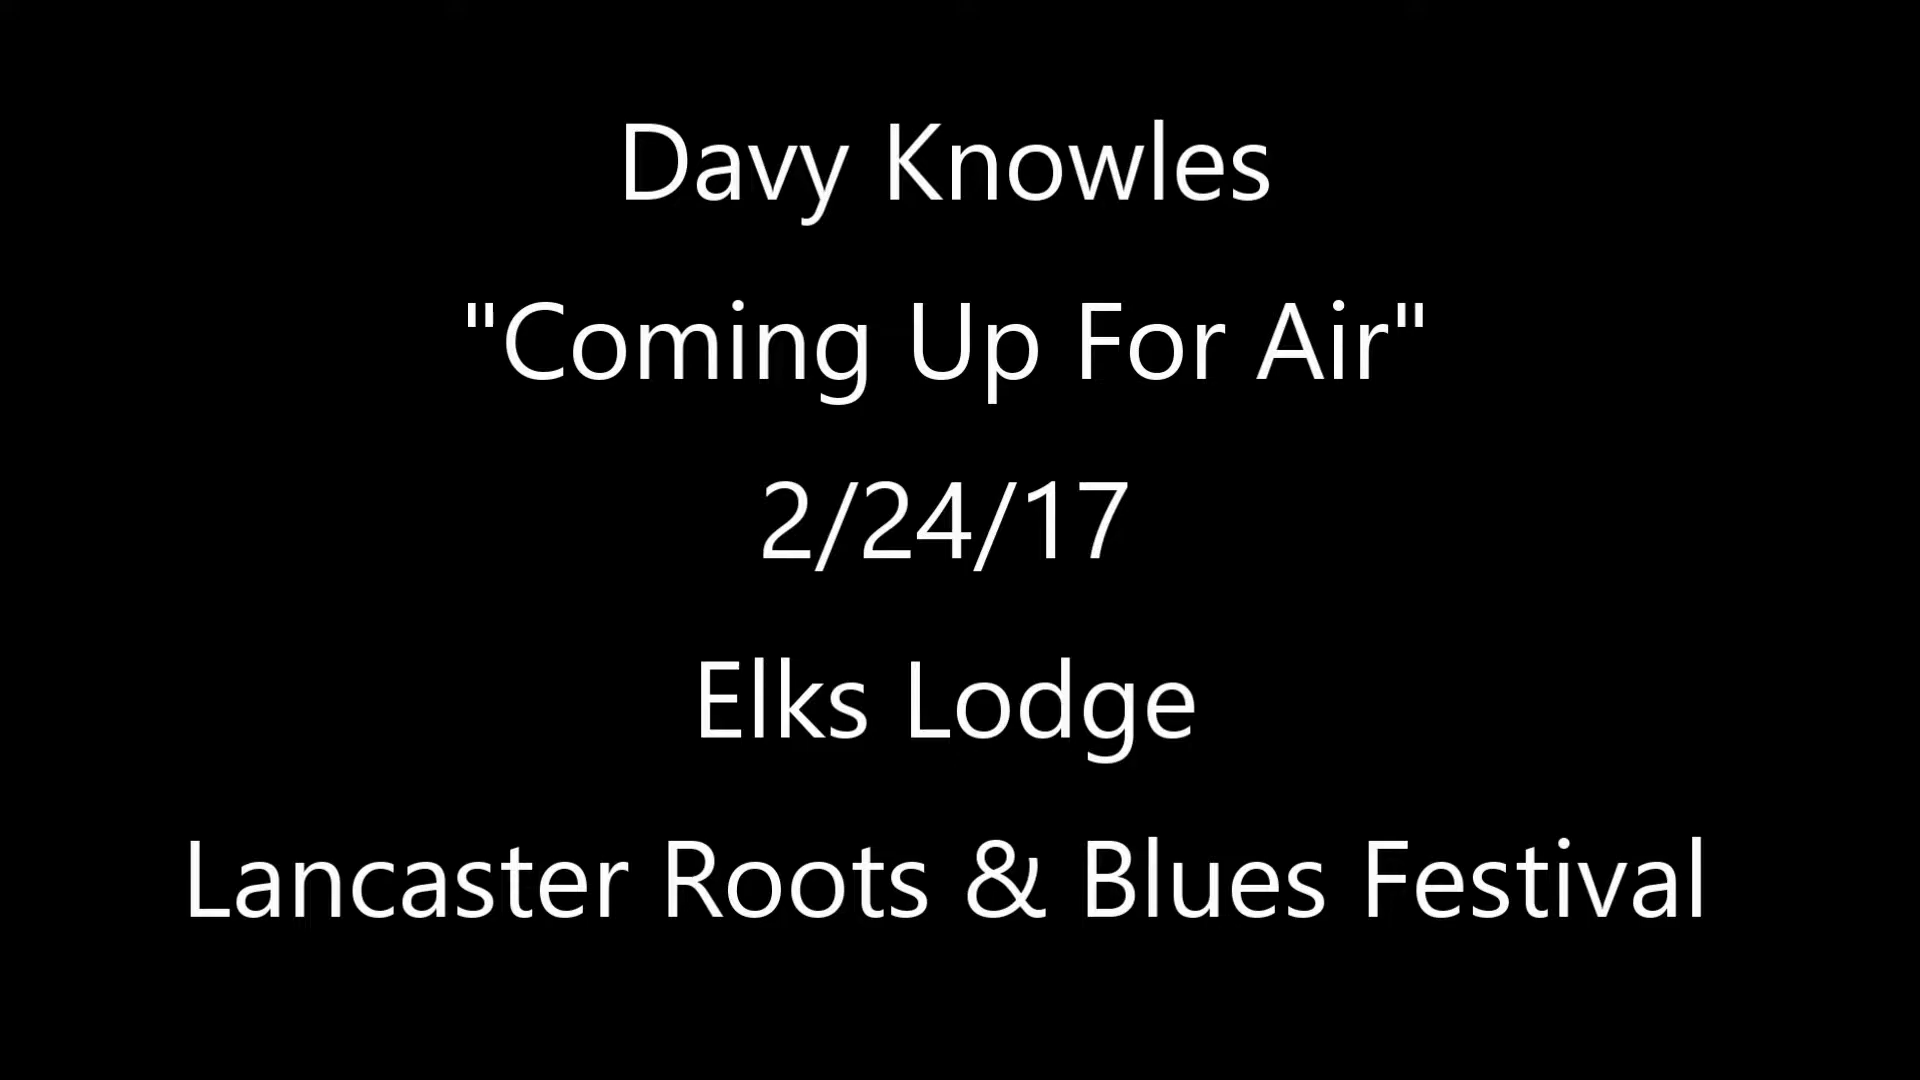 Davy Knowles
"Coming Up For Air"
2/24/17
Elks Lodge
Lancaster Roots & Blues Festival